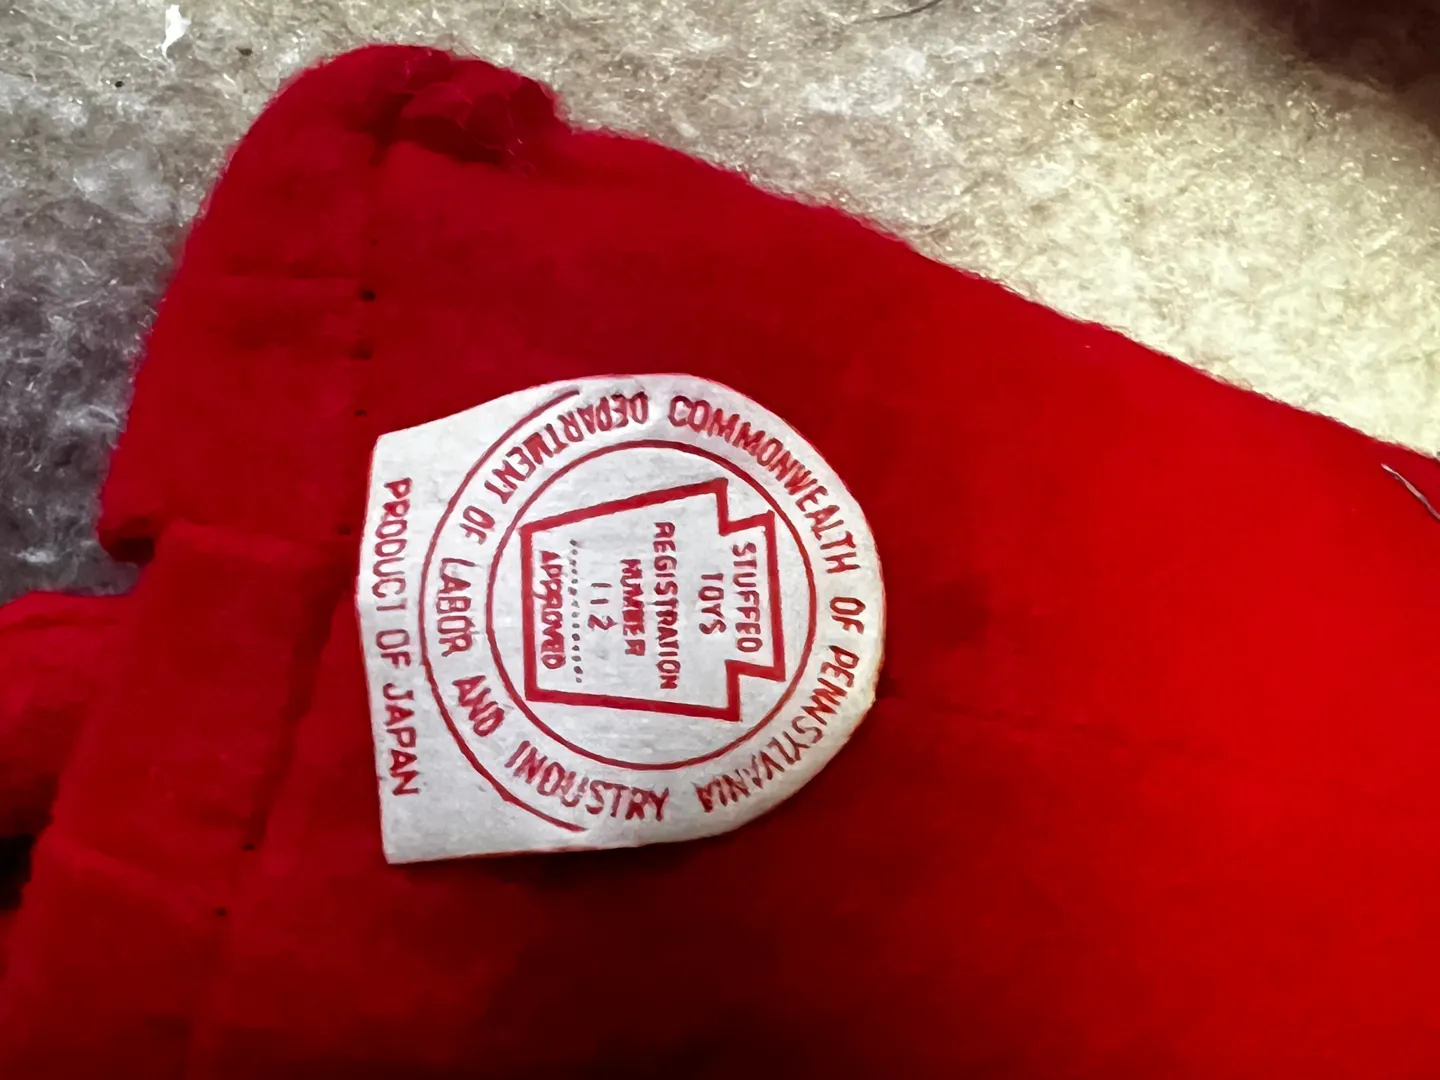 COMMONWEALTH OF PENNSYLVANIA
STUFFED
TOYS
REGISTRATION
NUMBER
112
APPROVED
DEPARTMENT OF LABOR AND INDUSTRY
PRODUCT OF JAPAN